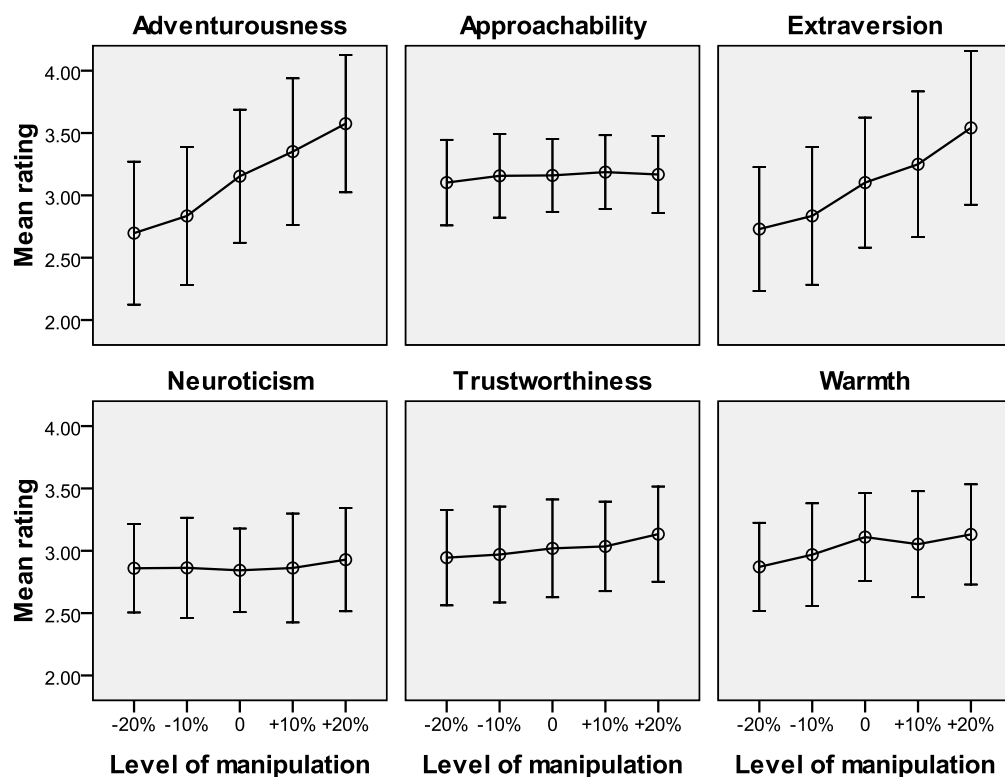 Adventurousness Approachability Extraversion
Mean rating
4.00
3.50
3.00
2.50
2.00
Neuroticism Trustworthiness Warmth
Mean rating
4.00
3.50
3.00
2.50
2.00
-20% -10% 0 +10% +20% -20% -10% 0 +10% +20% -20% -10% 0 +10% +20%
Level of manipulation Level of manipulation Level of manipulation